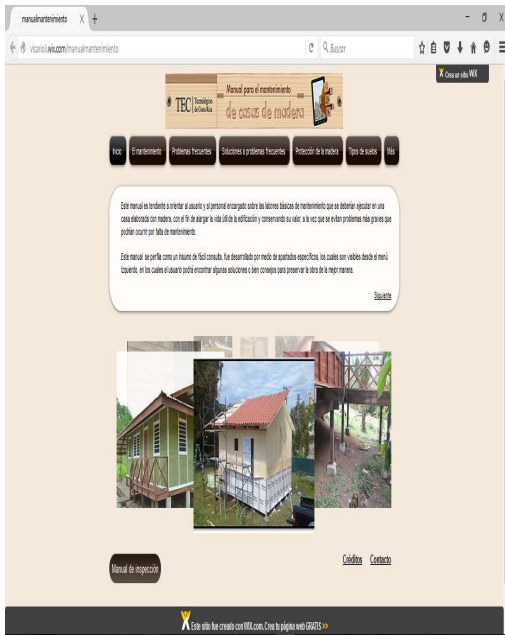 manualmantenimiento
vicarioli.wix.com/manualmantenimiento
Buscar
Crea un sitio WIX
TEC Tecnológico de Costa Rica
Manual para el mantenimiento
de casas de madera
Inicio
El mantenimiento
Problemas frecuentes
Soluciones a problemas frecuentes
Protección de la madera
Tipos de suelos
Más
Este manual es tendiente a orientar al usuario y al personal encargado sobre las labores básicas de mantenimiento que se deberían ejecutar en una
casa elaborada con madera, con el fin de alargar la vida útil de la edificación y conservando su valor, a la vez que se evitan problemas más graves que
podrían ocurrir por falta de mantenimiento.
Este manual se perfila como un insumo de fácil consulta, fue desarrollado por medio de apartados específicos, los cuales son visibles desde el menú
izquierdo, en los cuales el usuario podrá encontrar algunas soluciones o bien consejos para preservar la obra de la mejor manera.
Siguiente
Manual de inspección
Créditos
Contacto
Este sitio fue creado con WIX.com. Crea tu página web GRATIS >>